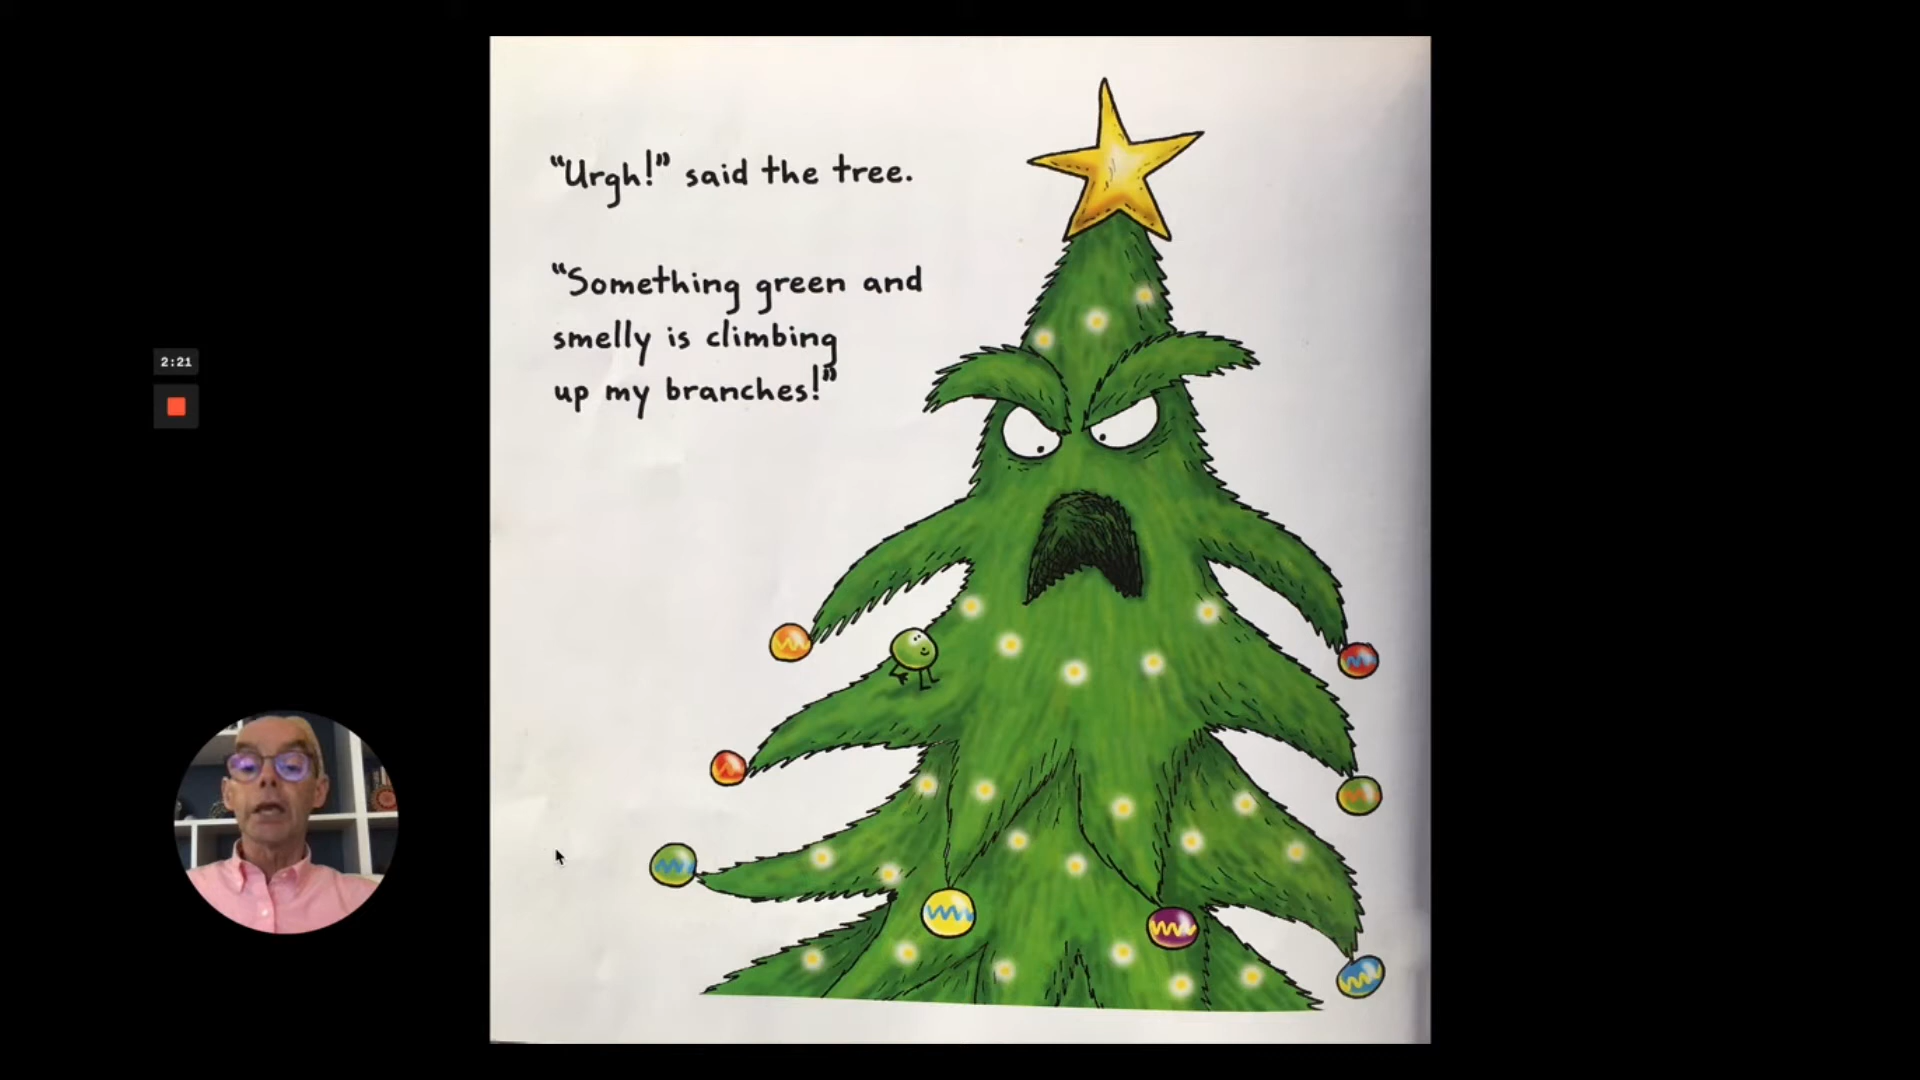 “Urgh!” said the tree.
“Something green and
smelly is climbing
up my branches!”
2:21